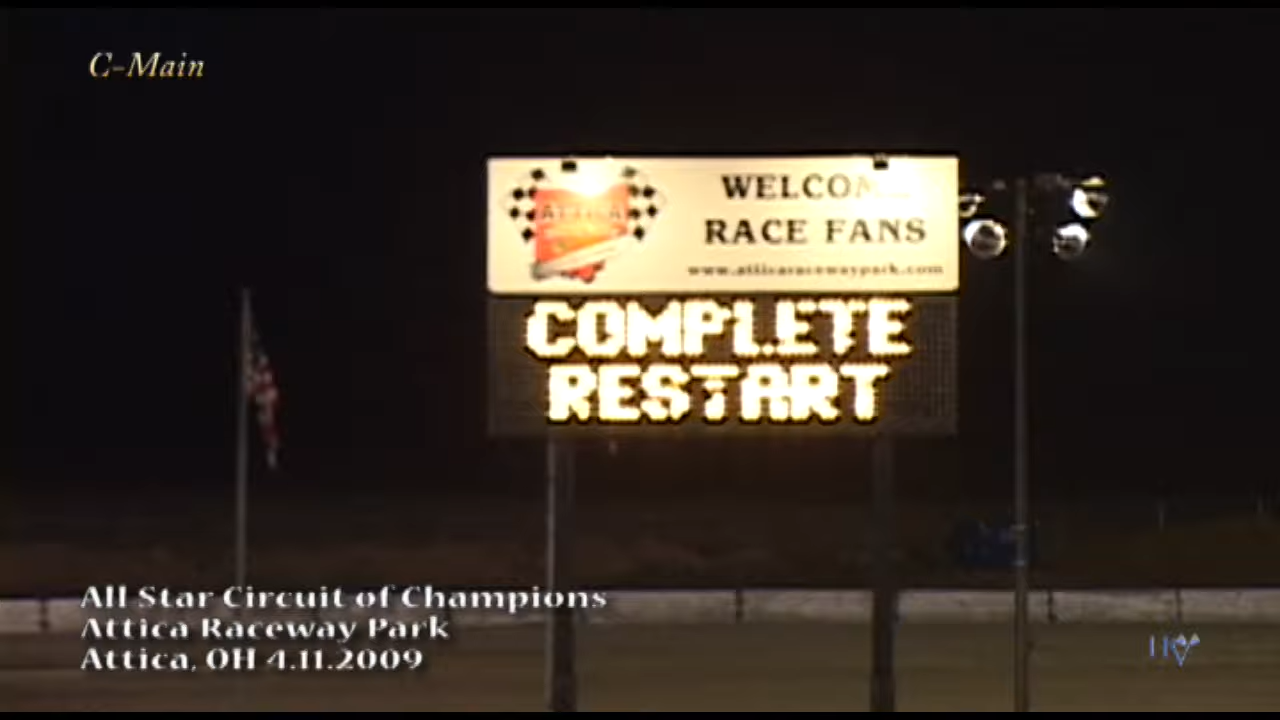 C-Main
ATTICA
WELCOME
RACE FANS
www.atticaracewaypark.com
COMPLETE
RESTART
All Star Circuit of Champions
Attica Raceway Park
Attica, OH 4.11.2009